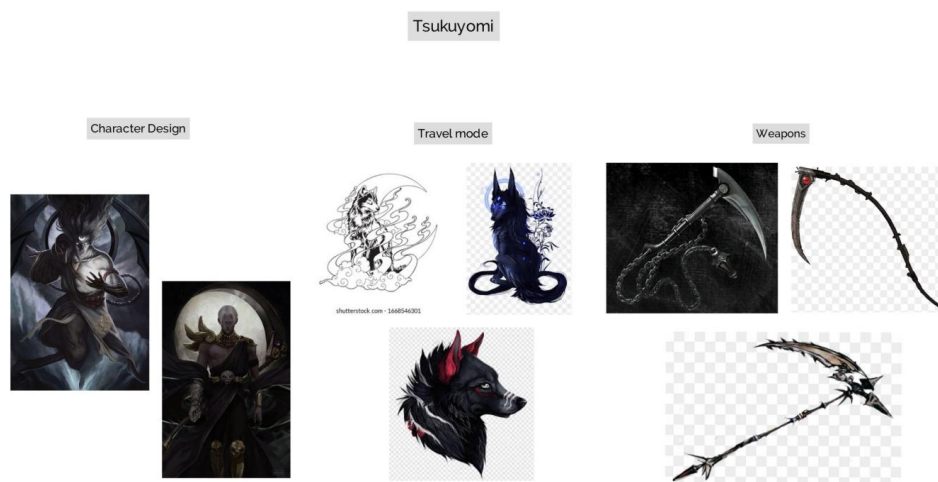 Tsukuyomi
Character Design
Travel mode
Weapons
shutterstock.com · 1668546301